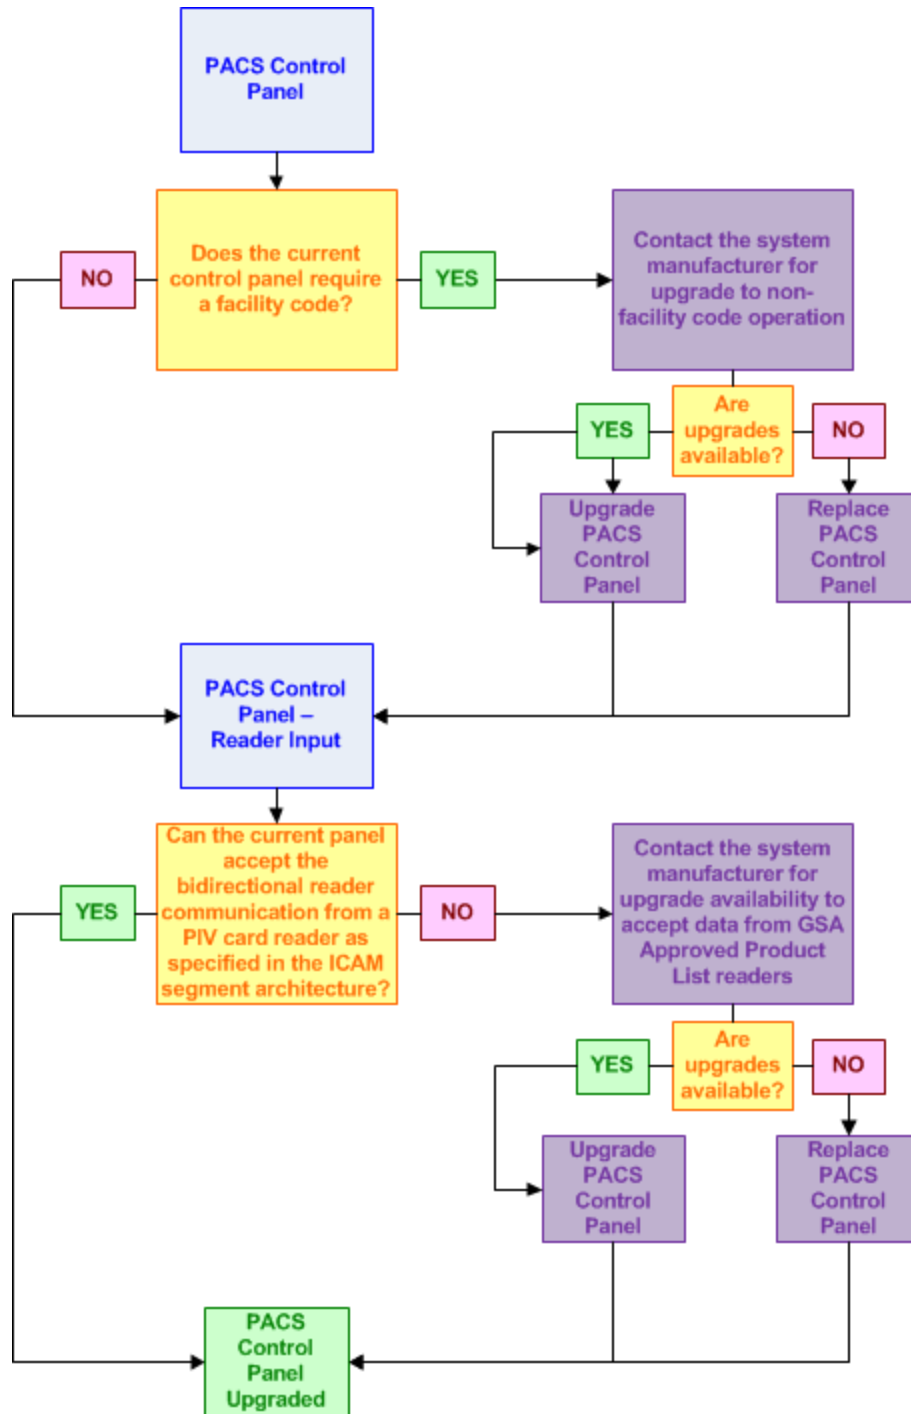 PACS Control
Panel
Does the current
control panel require
a facility code?
NO
YES
Contact the system
manufacturer for
upgrade to non-
facility code operation
Are
upgrades
available?
YES
NO
Upgrade
PACS
Control
Panel
Replace
PACS
Control
Panel
PACS Control
Panel –
Reader Input
Can the current panel
accept the
bidirectional reader
communication from a
PIV card reader as
specified in the ICAM
segment architecture?
YES
NO
Contact the system
manufacturer for
upgrade availability to
accept data from GSA
Approved Product
List readers
Are
upgrades
available?
YES
NO
Upgrade
PACS
Control
Panel
Replace
PACS
Control
Panel
PACS
Control
Panel
Upgraded